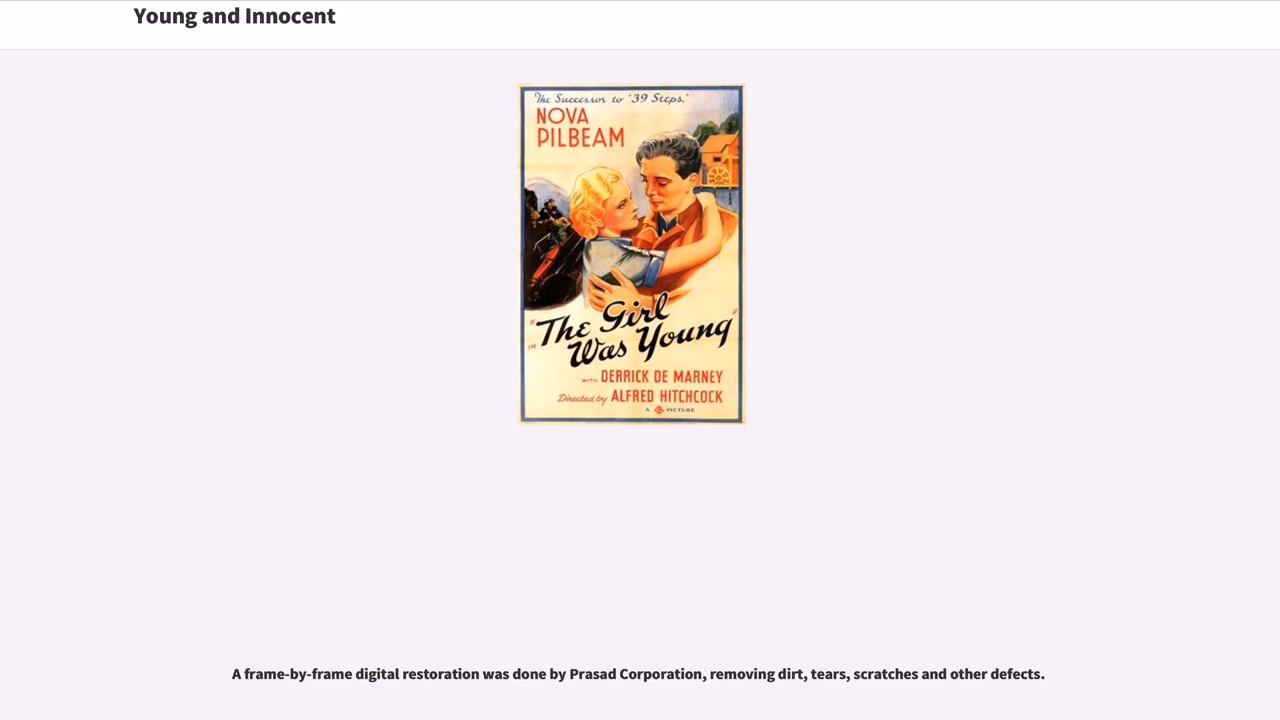 Young and Innocent
The Successor to "39 Steps."
NOVA
PILBEAM
IN "The Girl
Was Young"
WITH DERRICK DE MARNEY
Directed by ALFRED HITCHCOCK
A GB PICTURE
A frame-by-frame digital restoration was done by Prasad Corporation, removing dirt, tears, scratches and other defects.